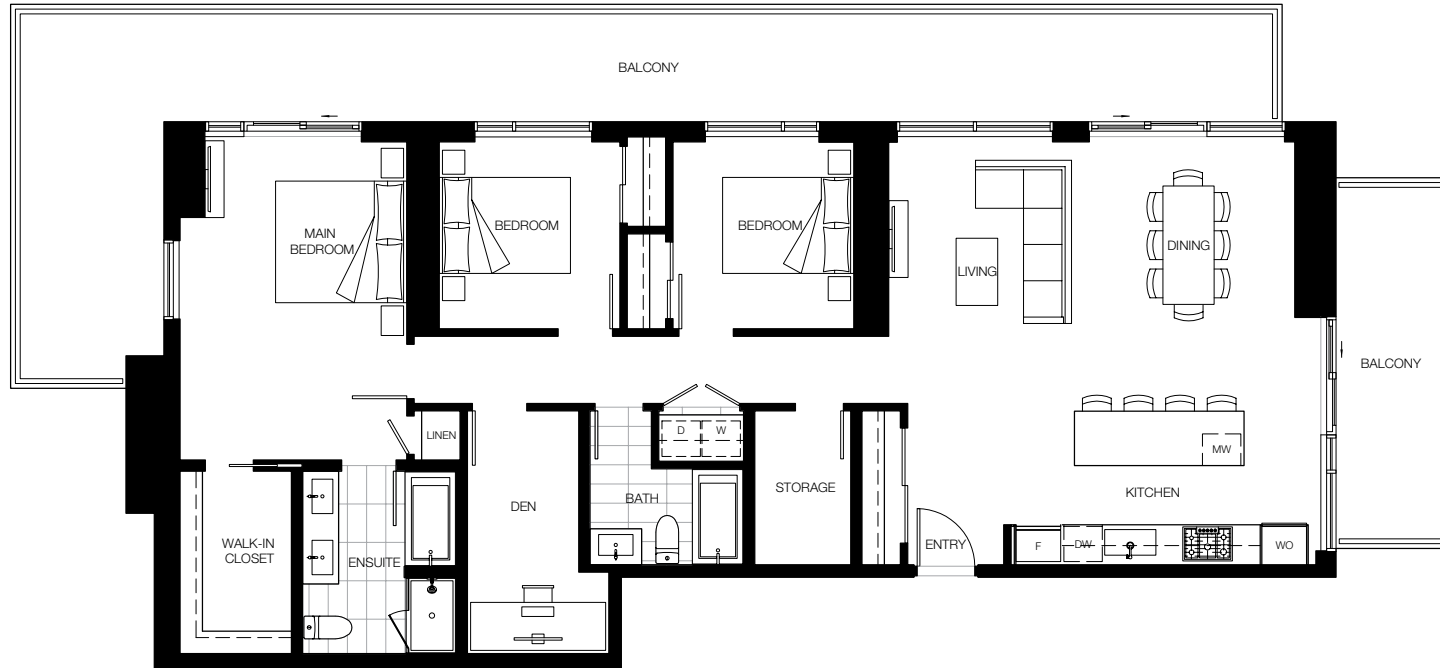 BALCONY
MAIN
BEDROOM
BEDROOM
BEDROOM
LIVING
DINING
BALCONY
LINEN
D
W
MW
KITCHEN
STORAGE
BATH
DEN
WALK-IN
CLOSET
ENSUITE
ENTRY
F
DW
WO